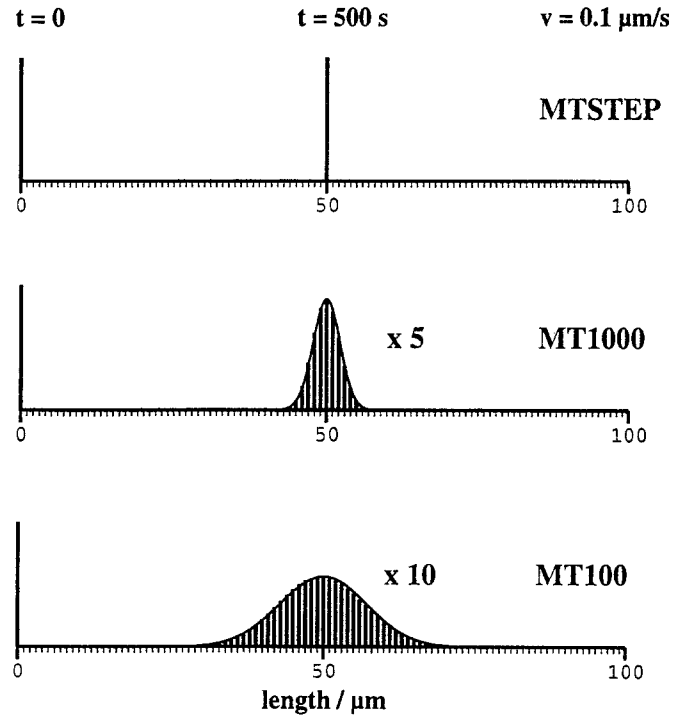 t = 0 t = 500 s v = 0.1 µm/s
MTSTEP
0 50 100
x 5 MT1000
0 50 100
x 10 MT100
0 50 100
length / µm